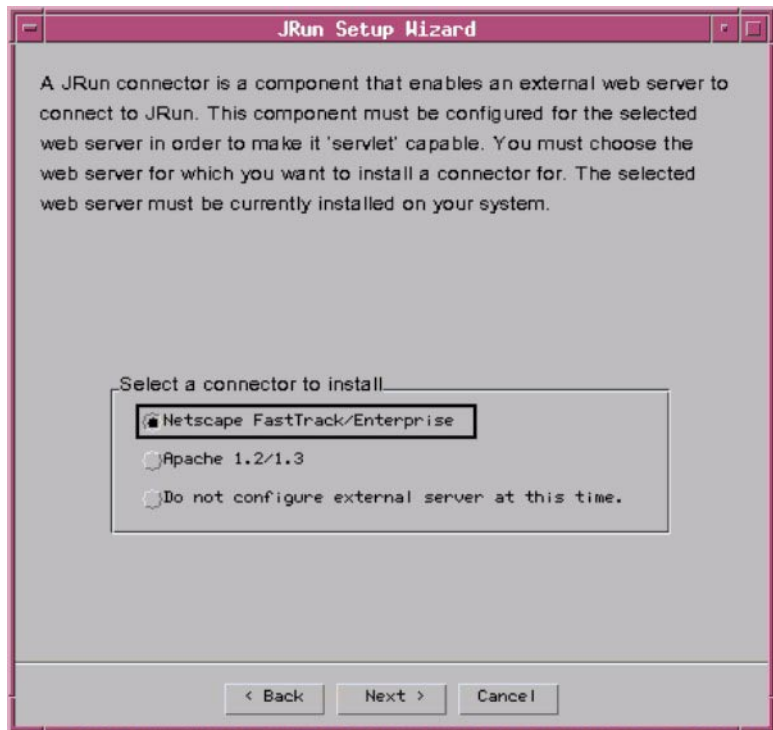 JRun Setup Wizard
A JRun connector is a component that enables an external web server to
connect to JRun. This component must be configured for the selected
web server in order to make it 'servlet' capable. You must choose the
web server for which you want to install a connector for. The selected
web server must be currently installed on your system.
Select a connector to install
Netscape FastTrack/Enterprise
Apache 1.2/1.3
Do not configure external server at this time.
< Back Next > Cancel